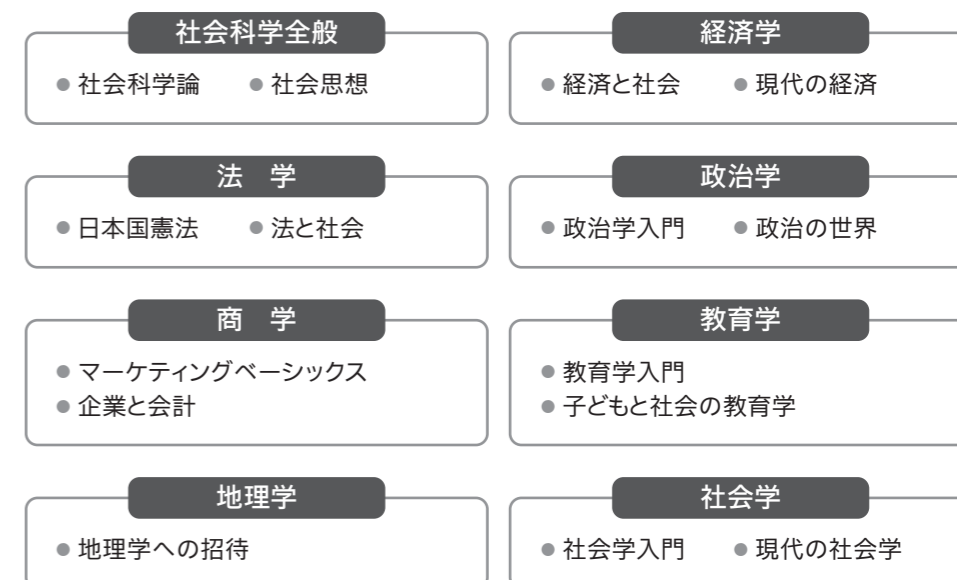 社会科学全般
● 社会科学論 ● 社会思想
経済学
● 経済と社会 ● 現代の経済
法　学
● 日本国憲法 ● 法と社会
政治学
● 政治学入門 ● 政治の世界
商　学
● マーケティングベーシックス
● 企業と会計
教育学
● 教育学入門
● 子どもと社会の教育学
地理学
● 地理学への招待
社会学
● 社会学入門 ● 現代の社会学